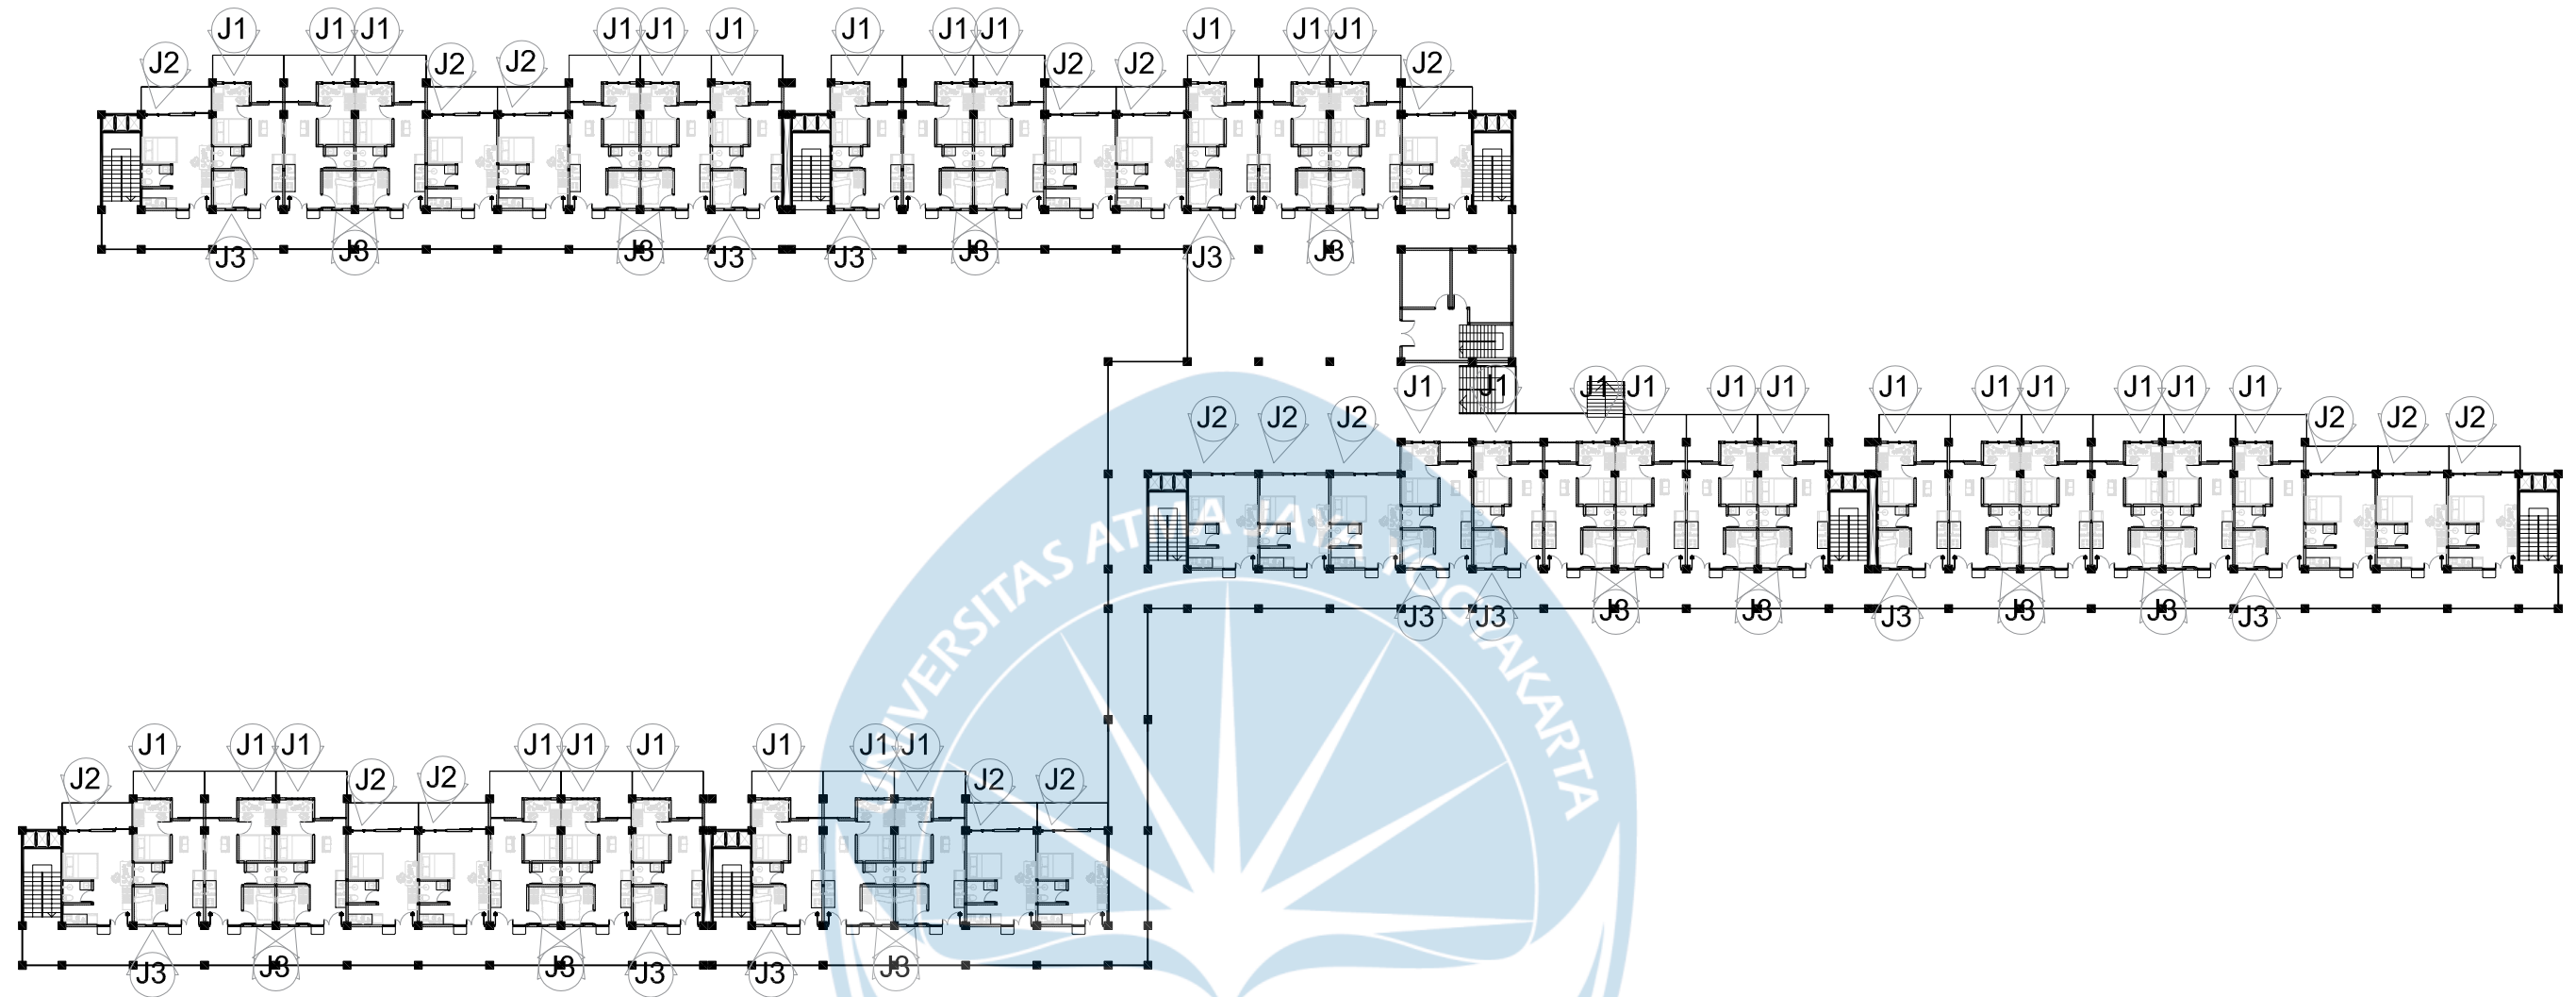 J1 J1 J1 J1 J1 J1 J1 J1 J1 J1 J1 J1
J2 J2 J2 J2 J2 J2
J3 J3 J3 J3 J3 J3 J3 J3
J1 J1 J1 J1 J1 J1 J1 J1 J1 J1 J1 J1
J2 J2 J2 J2 J2 J2
UNIVERSITAS ATMA JAYA YOGYAKARTA
J3 J3 J3 J3 J3 J3 J3 J3
J1 J1 J1 J1 J1 J1 J1 J1 J1
J2 J2 J2 J2 J2
J3 J3 J3 J3 J3 J3